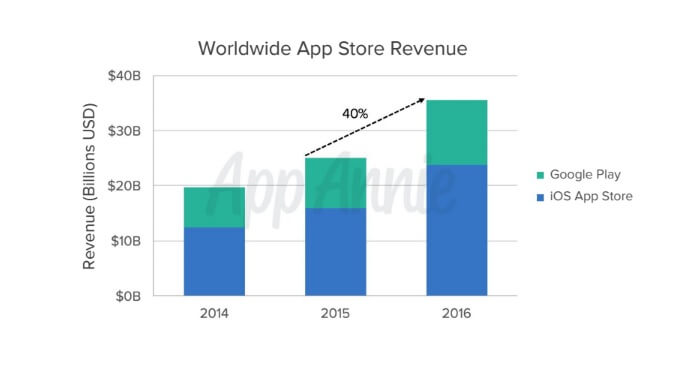 Worldwide App Store Revenue
Revenue (Billions USD)
$40B
$30B
$20B
$10B
$0B
40%
App Annie
2014
2015
2016
Google Play
iOS App Store